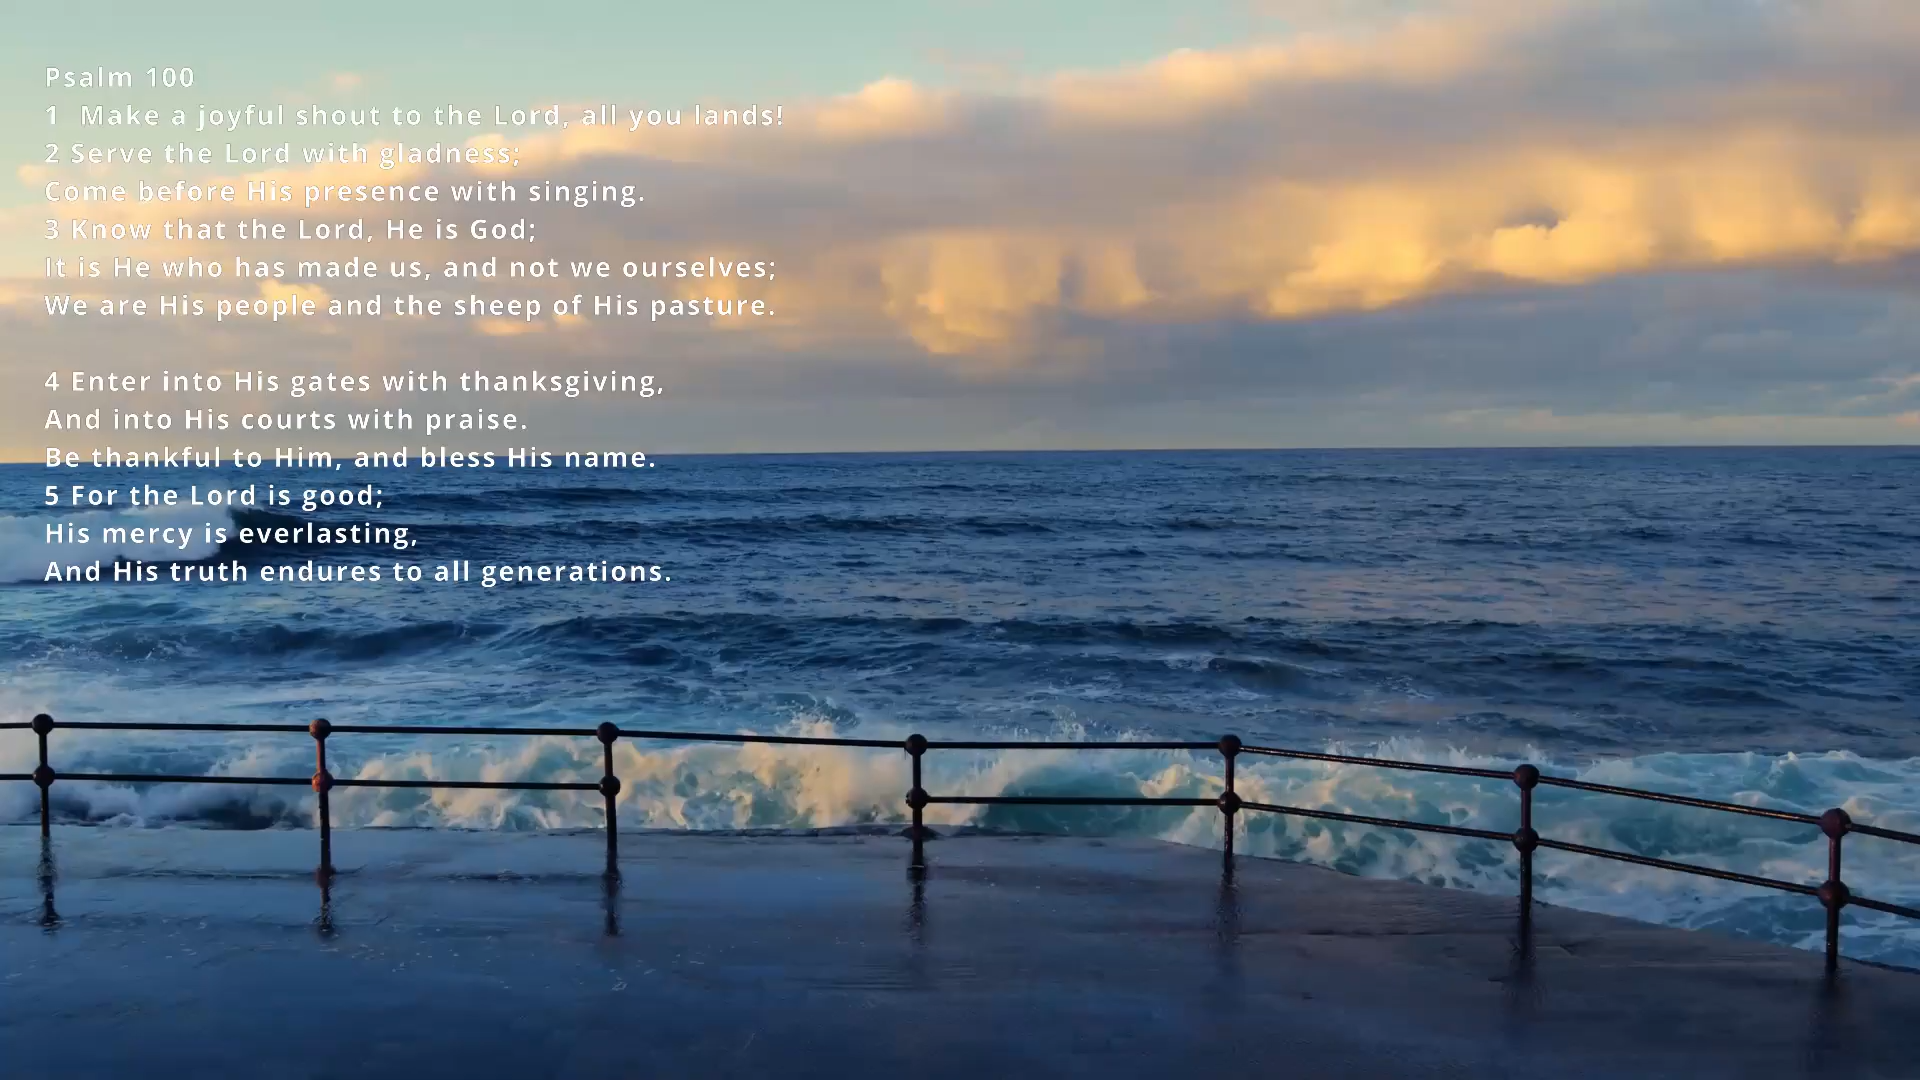 Psalm 100
1  Make a joyful shout to the Lord, all you lands!
2 Serve the Lord with gladness;
Come before His presence with singing.
3 Know that the Lord, He is God;
It is He who has made us, and not we ourselves;
We are His people and the sheep of His pasture.
4 Enter into His gates with thanksgiving,
And into His courts with praise.
Be thankful to Him, and bless His name.
5 For the Lord is good;
His mercy is everlasting,
And His truth endures to all generations.